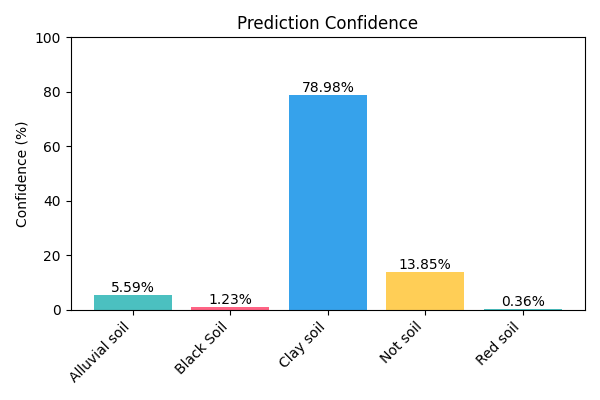 Prediction Confidence
Confidence (%)
100
80
60
40
20
0
5.59%
1.23%
78.98%
13.85%
0.36%
Alluvial soil
Black Soil
Clay soil
Not soil
Red soil